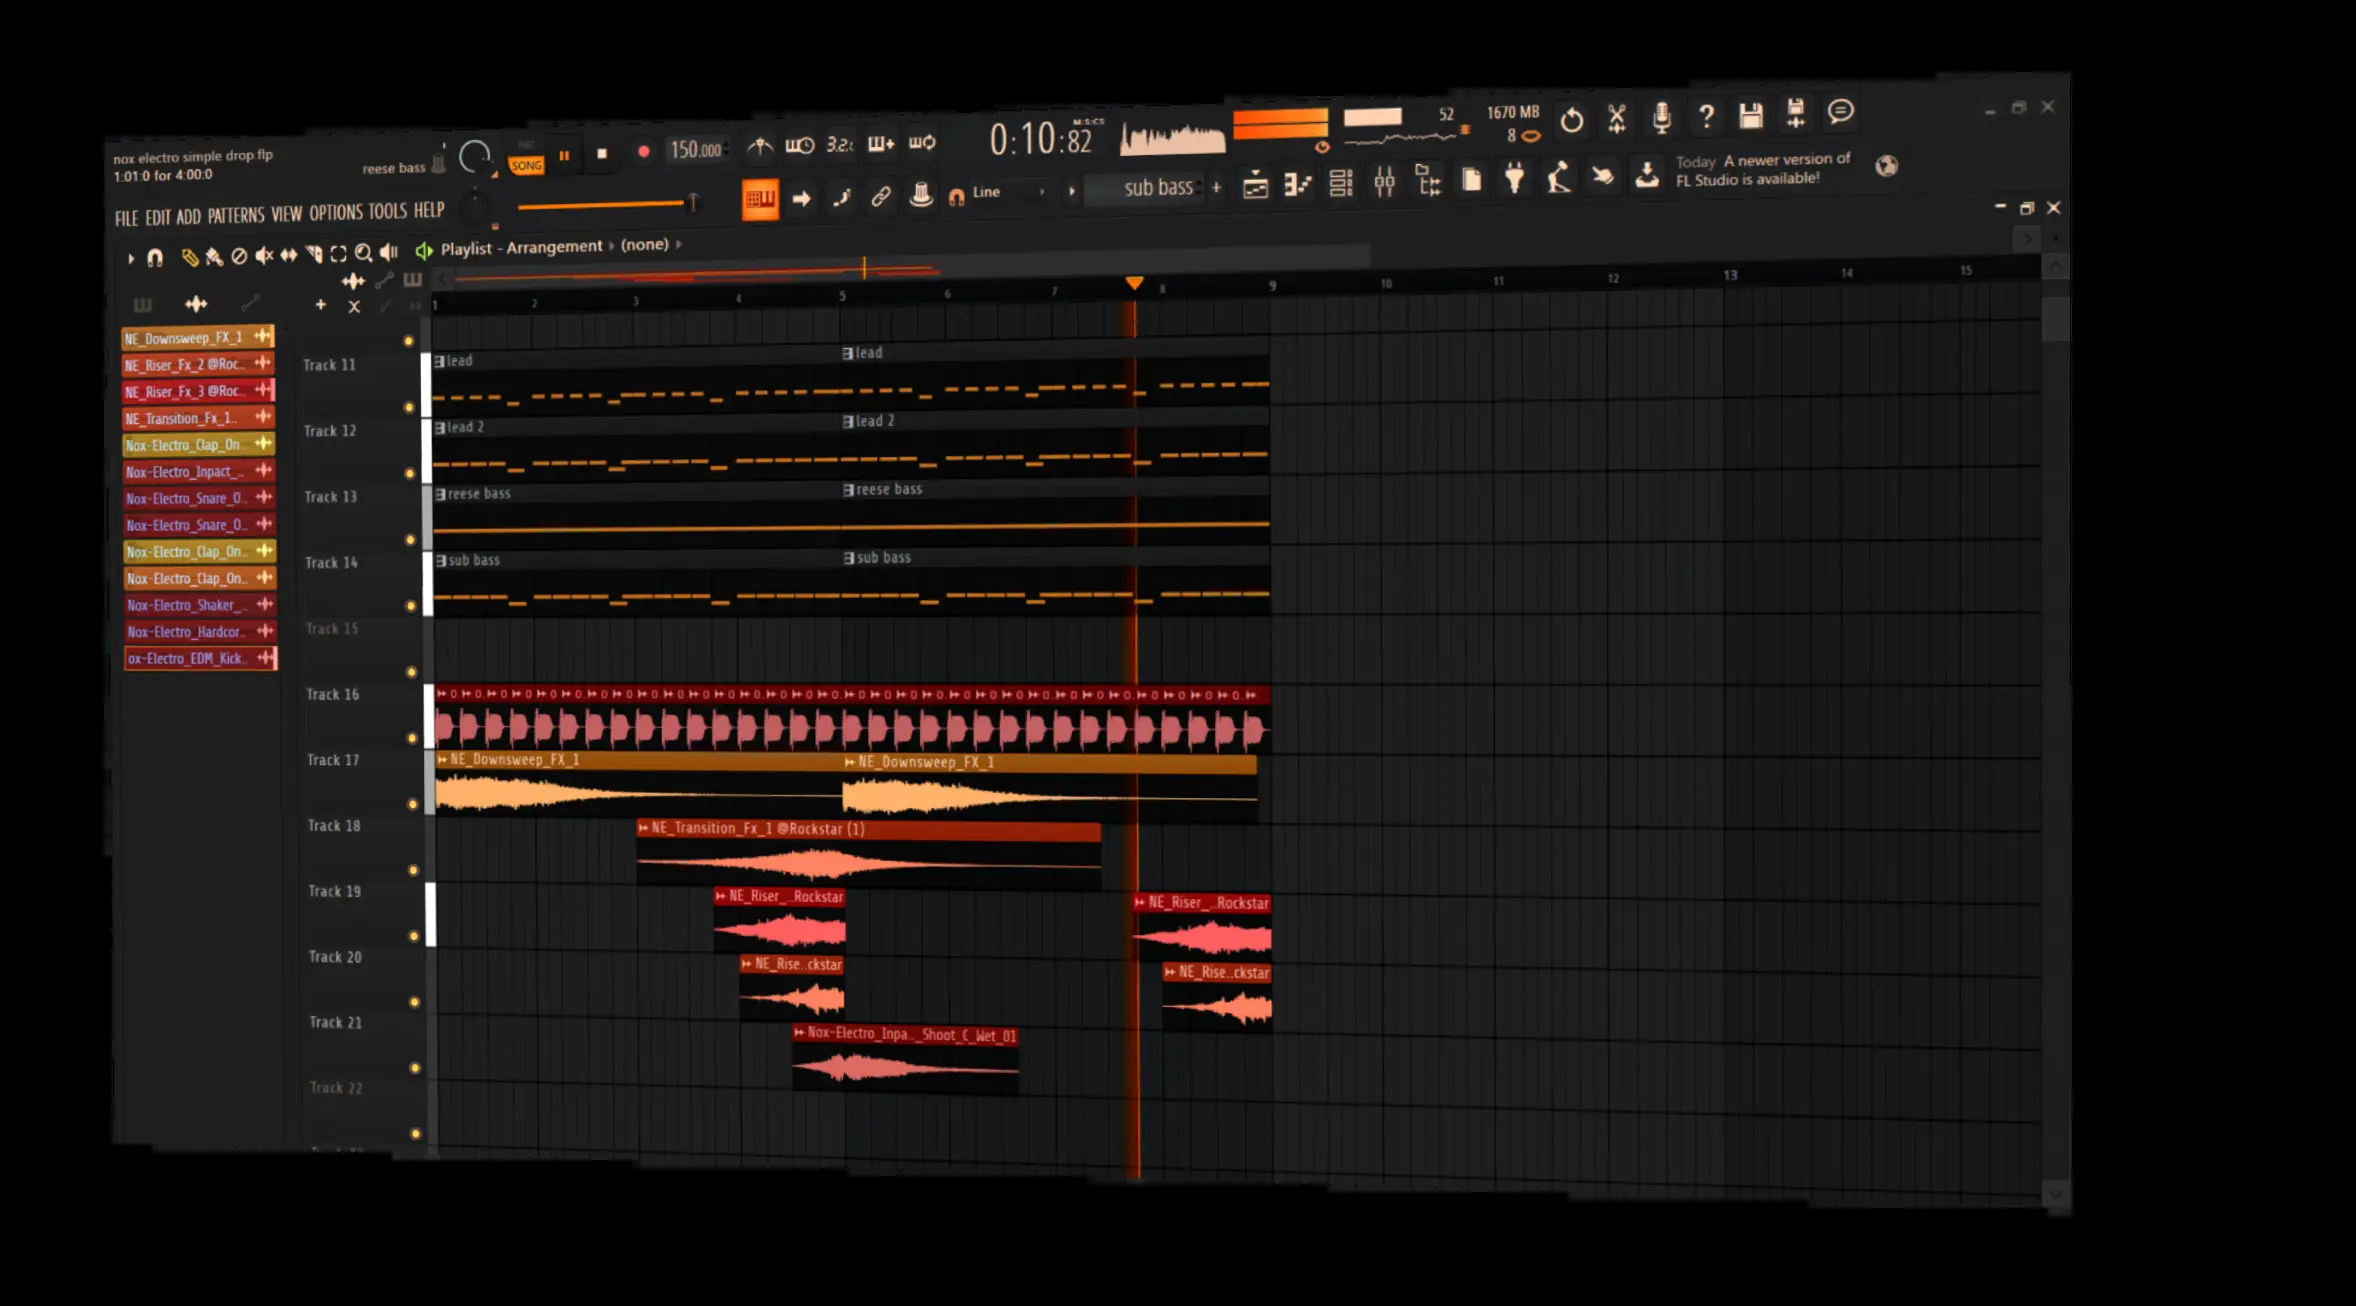 nox electro simple drop.flp
1:01:0 for 4:00:0
reese bass
PAT
SONG
150.000
3.2
0:10:82
M:S:CS
52
1670 MB
8
FILE EDIT ADD PATTERNS VIEW OPTIONS TOOLS HELP
Line
sub bass
Today A newer version of
FL Studio is available!
Playlist - Arrangement (none)
1 2 3 4 5 6 7 8 9 10 11 12 13 14 15
NE_Downsweep_FX_1
NE_Riser_Fx_2 @Roc..
NE_Riser_Fx_3 @Roc..
NE_Transition_Fx_1..
Nox-Electro_Clap_On..
Nox-Electro_Inpact_..
Nox-Electro_Snare_O..
Nox-Electro_Snare_O..
Nox-Electro_Clap_On..
Nox-Electro_Clap_On..
Nox-Electro_Shaker_..
Nox-Electro_Hardcor..
ox-Electro_EDM_Kick..
Track 11
lead
lead
Track 12
lead 2
lead 2
Track 13
reese bass
reese bass
Track 14
sub bass
sub bass
Track 15
Track 16
Track 17
NE_Downsweep_FX_1
NE_Downsweep_FX_1
Track 18
NE_Transition_Fx_1 @Rockstar (1)
Track 19
NE_Riser_..Rockstar
NE_Riser_..Rockstar
Track 20
NE_Rise..ckstar
NE_Rise..ckstar
Track 21
Nox-Electro_Inpa.._Shoot_C_Wet_01
Track 22